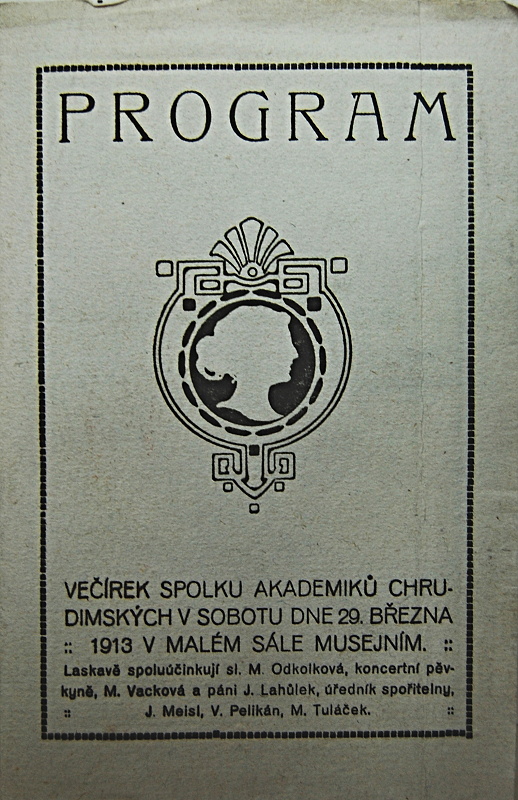 PROGRAM
VEČÍREK SPOLKU AKADEMIKŮ CHRU-
DIMSKÝCH V SOBOTU DNE 29. BŘEZNA
:: 1913 V MALÉM SÁLE MUSEJNÍM. ::
Laskavě spoluúčinkují sl. M. Odkolková, koncertní pěv-
kyně, M. Vacková a páni J. Lahůlek, úředník spořitelny,
:: J. Meisl, V. Pelikán, M. Tuláček. ::